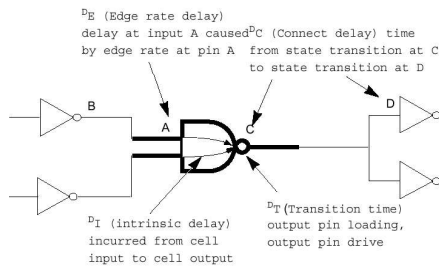 DE (Edge rate delay)
delay at input A caused
by edge rate at pin A
DC (Connect delay) time
from state transition at C
to state transition at D
B
A
C
D
DI (intrinsic delay)
incurred from cell
input to cell output
DT (Transition time)
output pin loading,
output pin drive